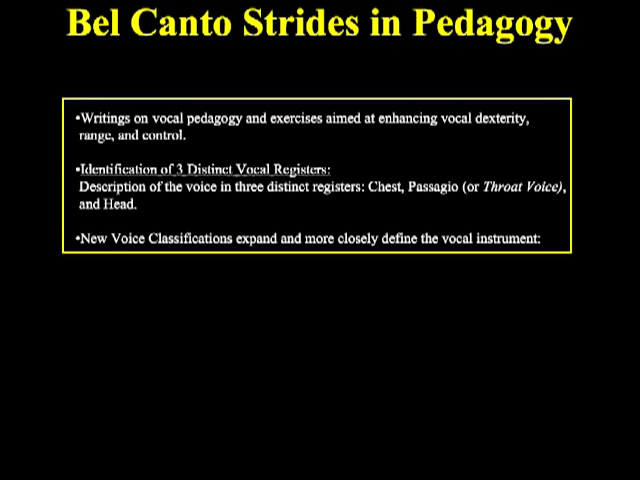 Bel Canto Strides in Pedagogy
•Writings on vocal pedagogy and exercises aimed at enhancing vocal dexterity,
range, and control.
•Identification of 3 Distinct Vocal Registers:
Description of the voice in three distinct registers: Chest, Passagio (or Throat Voice),
and Head.
•New Voice Classifications expand and more closely define the vocal instrument: